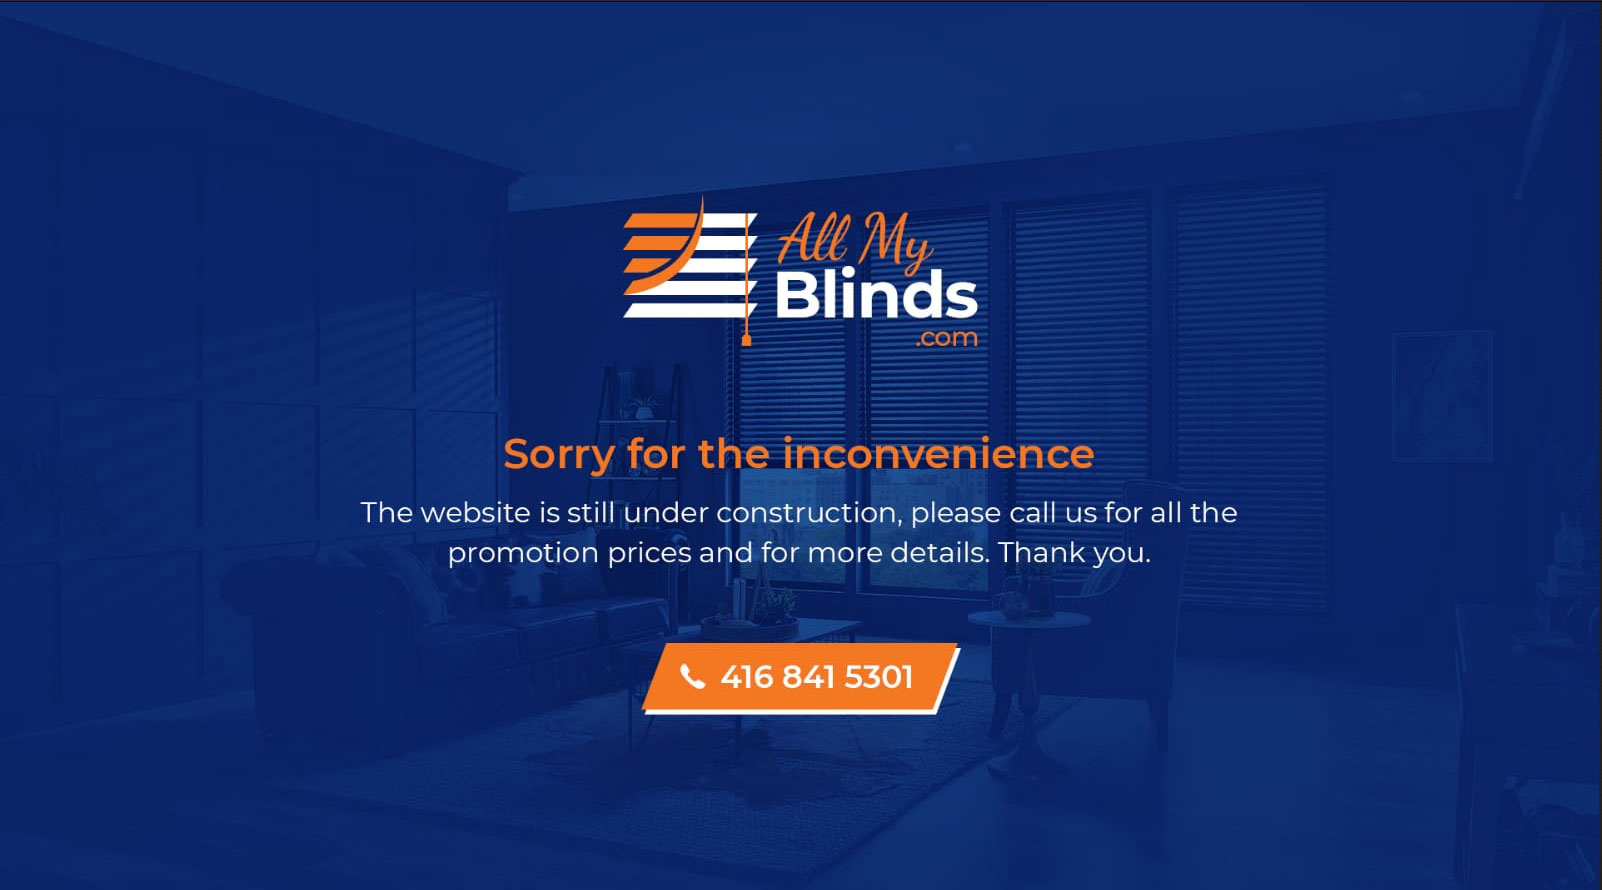 All My
Blinds
.com
Sorry for the inconvenience
The website is still under construction, please call us for all the
promotion prices and for more details. Thank you.
416 841 5301